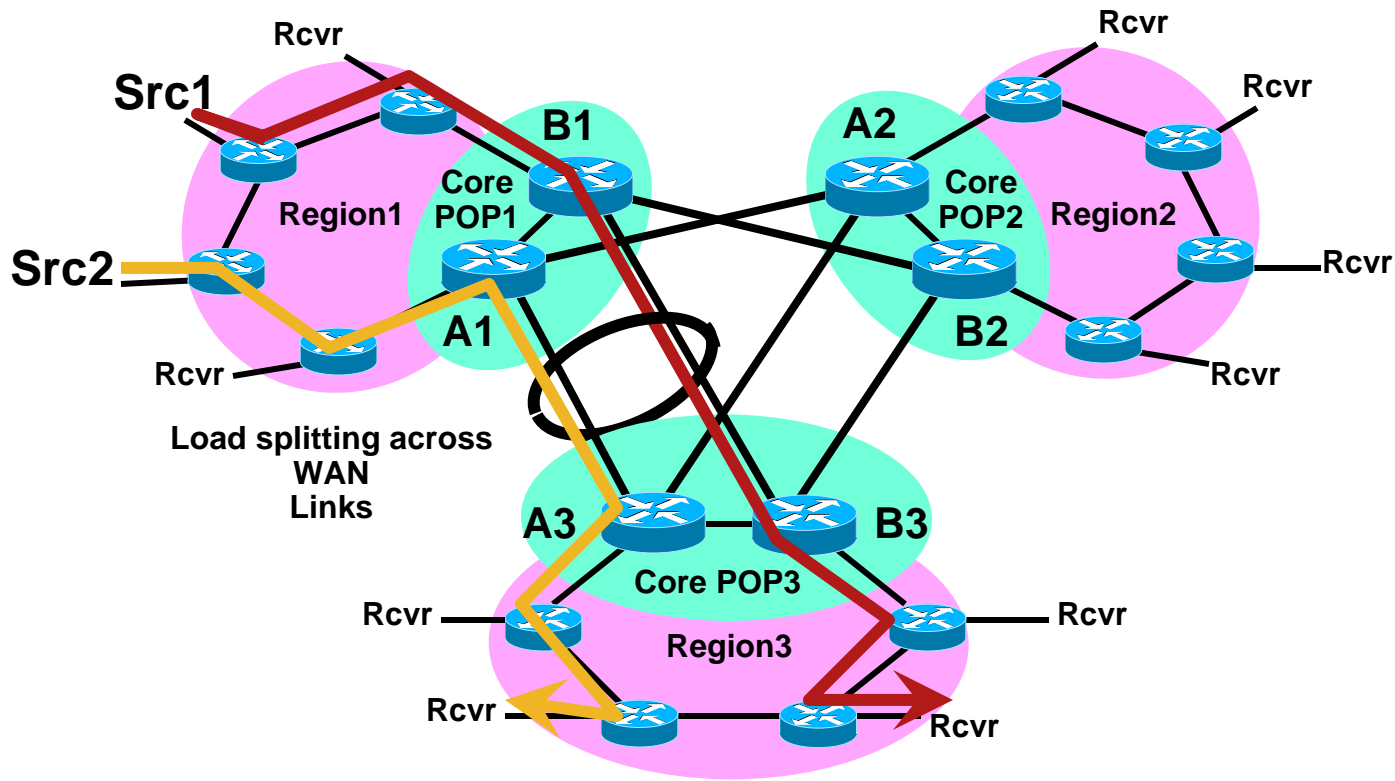 Rcvr
Rcvr
Src1
Rcvr
B1
A2
Core
POP1
Core
POP2
Region1
Region2
Src2
Rcvr
A1
B2
Rcvr
Rcvr
Load splitting across
WAN
Links
A3
B3
Core POP3
Rcvr
Rcvr
Region3
Rcvr
Rcvr